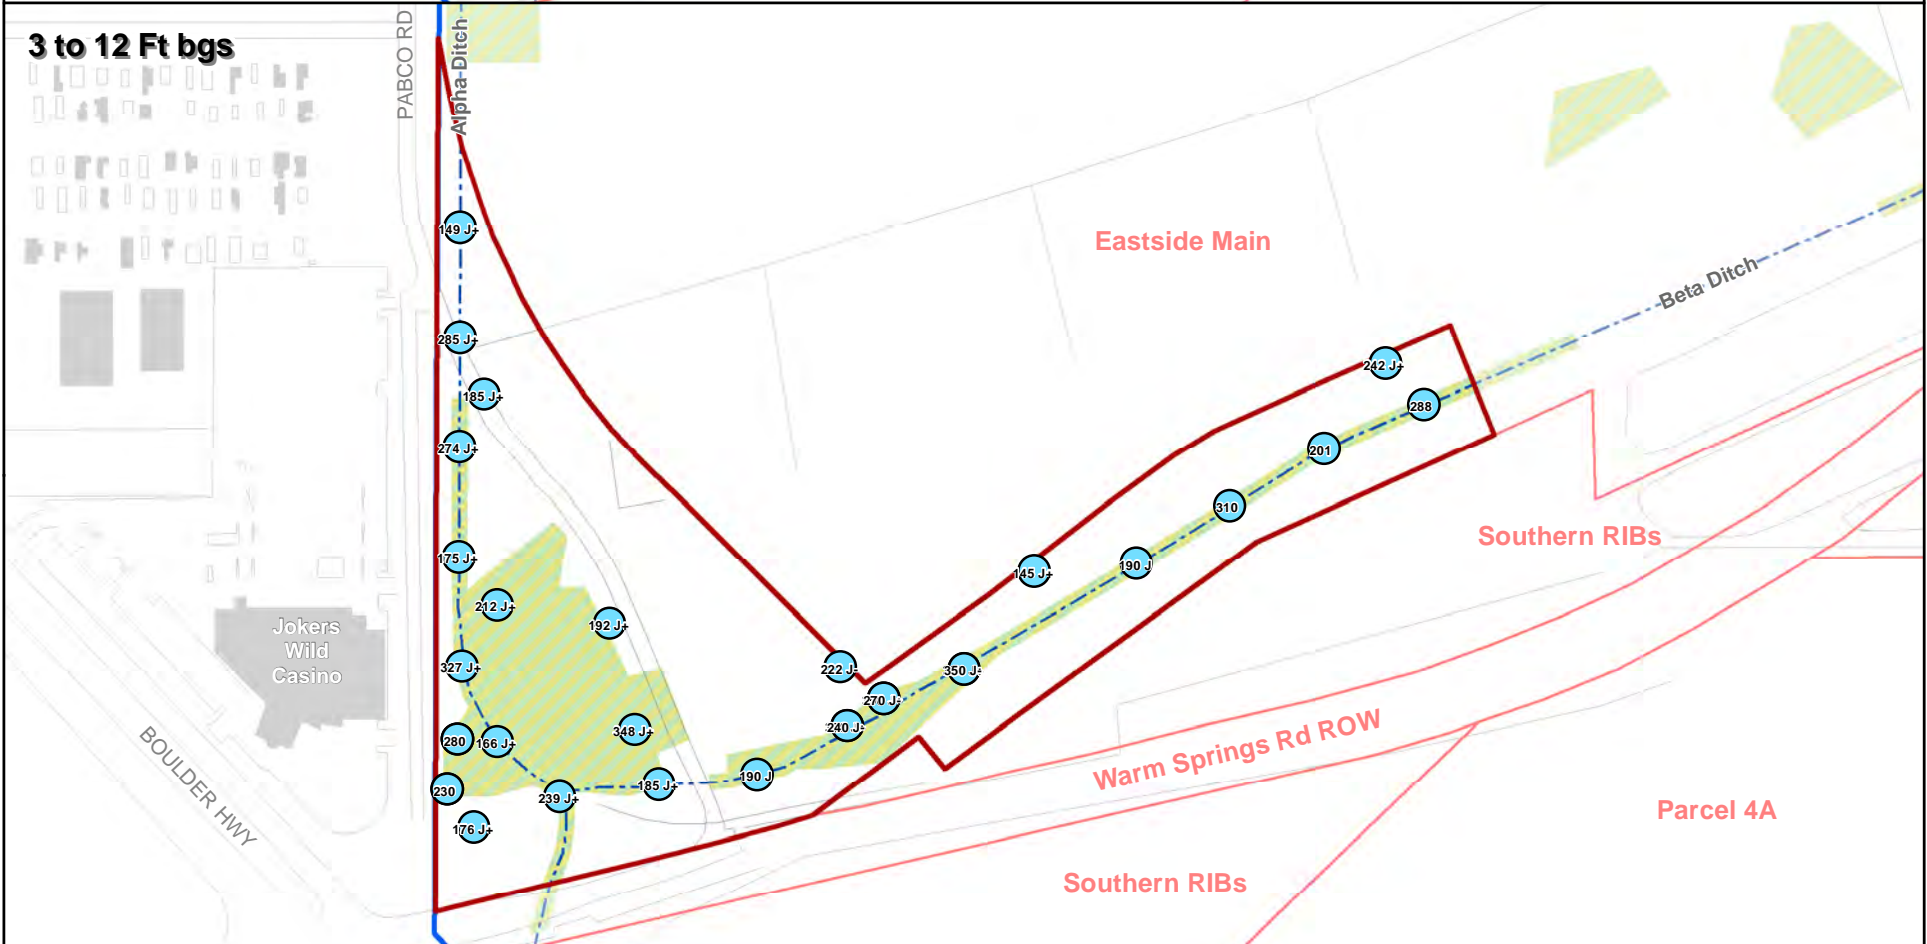 3 to 12 Ft bgs
PABCO RD
Alpha Ditch
149 J+
Eastside Main
Beta Ditch
285 J+
242 J+
185 J+
288
274 J+
201
310
Southern RIBs
175 J+
190 J
145 J+
212 J+
192 J+
Jokers
Wild
Casino
327 J+
222 J-
350 J-
270 J-
240 J-
348 J+
280
166 J+
BOULDER HWY
Warm Springs Rd ROW
190 J
185 J+
230
239 J+
176 J+
Parcel 4A
Southern RIBs